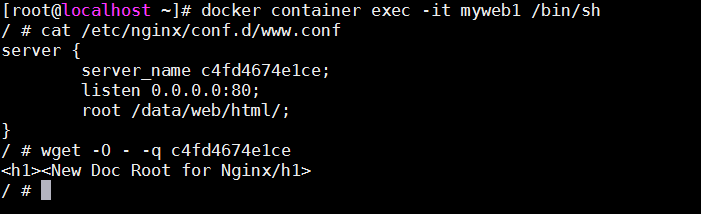 [root@localhost ~]# docker container exec -it myweb1 /bin/sh
/ # cat /etc/nginx/conf.d/www.conf
server {
        server_name c4fd4674e1ce;
        listen 0.0.0.0:80;
        root /data/web/html/;
}
/ # wget -O - -q c4fd4674e1ce
<h1><New Doc Root for Nginx/h1>
/ #